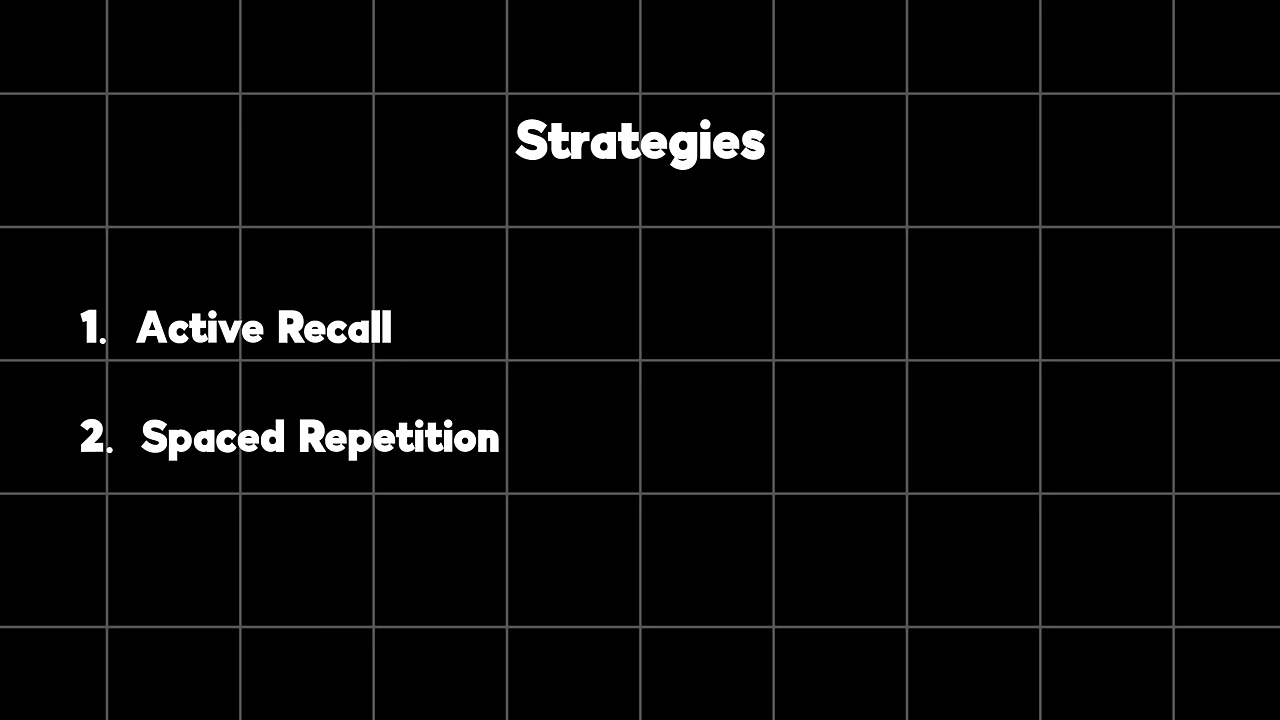 Strategies
1. Active Recall
2. Spaced Repetition